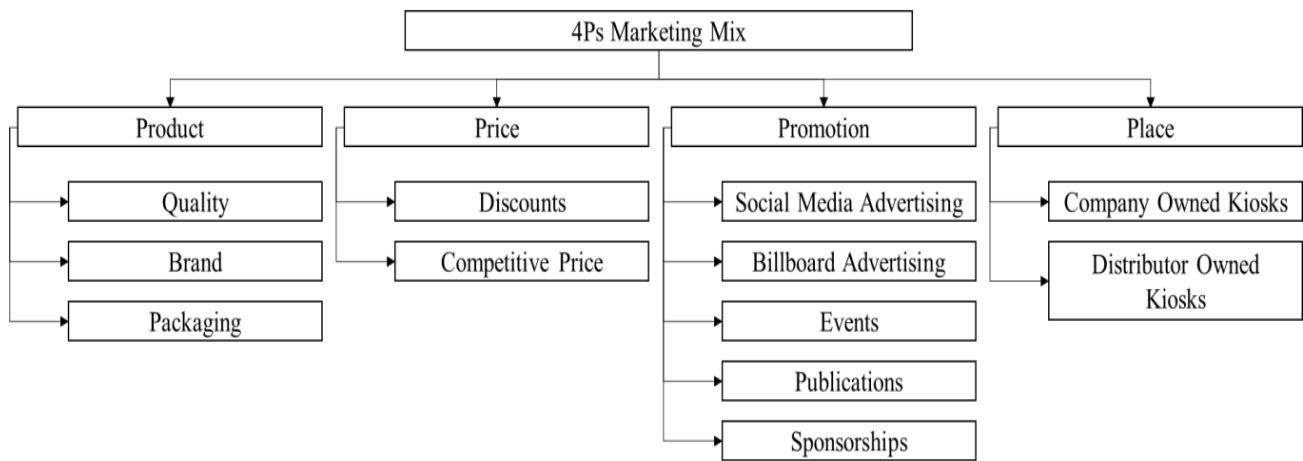 4Ps Marketing Mix
Product
Price
Promotion
Place
Quality
Discounts
Social Media Advertising
Company Owned Kiosks
Brand
Competitive Price
Billboard Advertising
Distributor Owned
Kiosks
Packaging
Events
Publications
Sponsorships